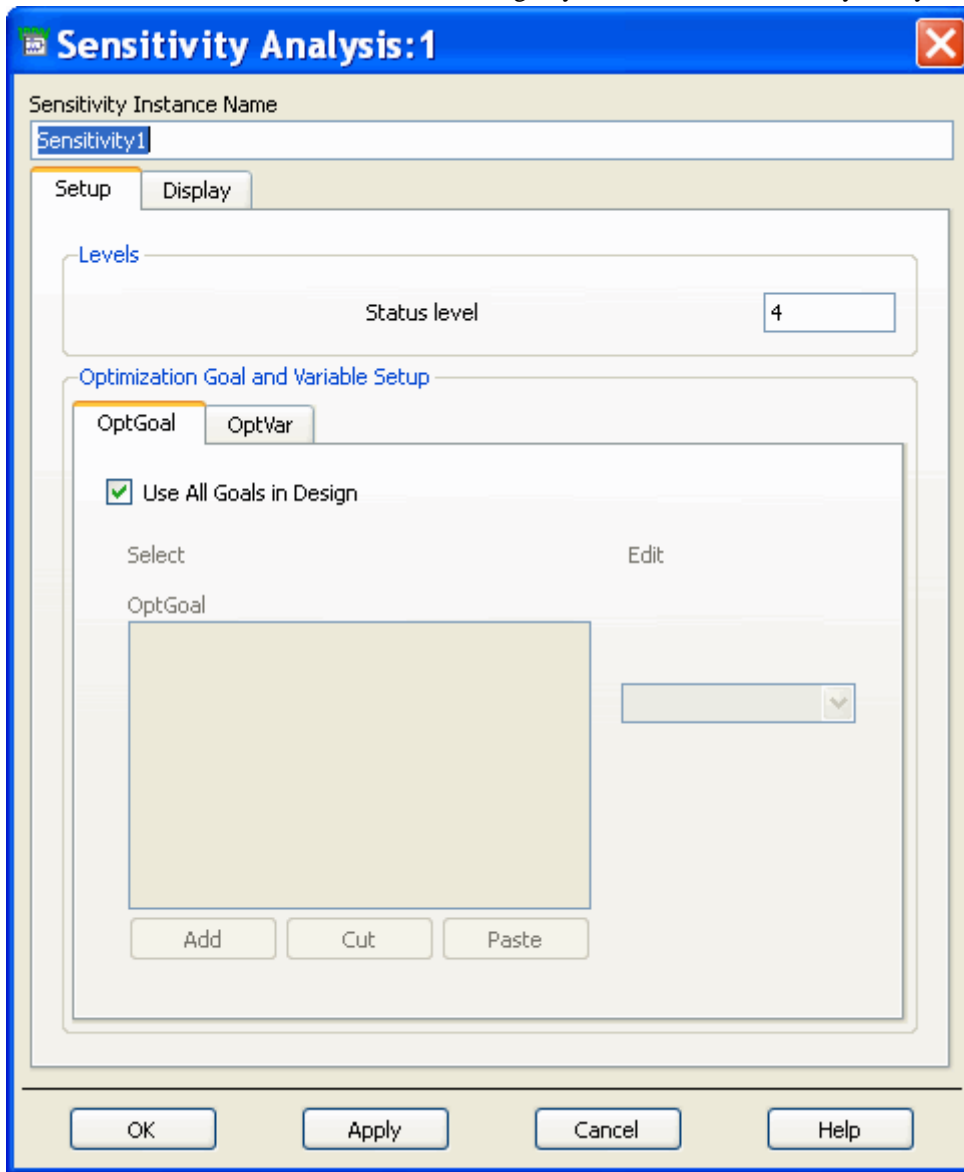 Sensitivity Analysis:1
Sensitivity Instance Name
Sensitivity1
Setup Display
Levels
Status level 4
Optimization Goal and Variable Setup
OptGoal OptVar
Use All Goals in Design
Select Edit
OptGoal
Add Cut Paste
OK Apply Cancel Help